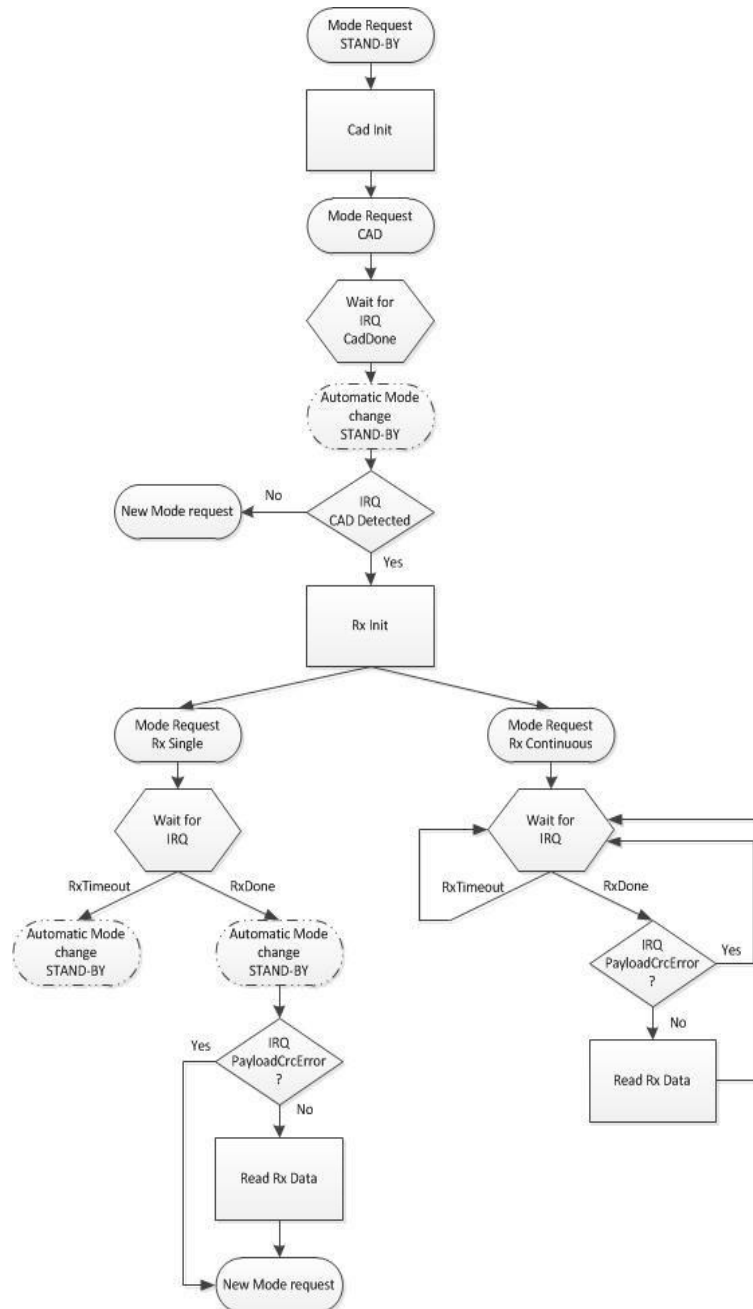 Mode Request
STAND-BY
Cad Init
Mode Request
CAD
Wait for
IRQ
CadDone
Automatic Mode
change
STAND-BY
No
New Mode request
IRQ
CAD Detected
Yes
Rx Init
Mode Request
Rx Single
Mode Request
Rx Continuous
Wait for
IRQ
Wait for
IRQ
RxTimeout
RxDone
RxTimeout
RxDone
Automatic Mode
change
STAND-BY
Automatic Mode
change
STAND-BY
IRQ
PayloadCrcError
?
Yes
No
Read Rx Data
Yes
IRQ
PayloadCrcError
?
No
Read Rx Data
New Mode request